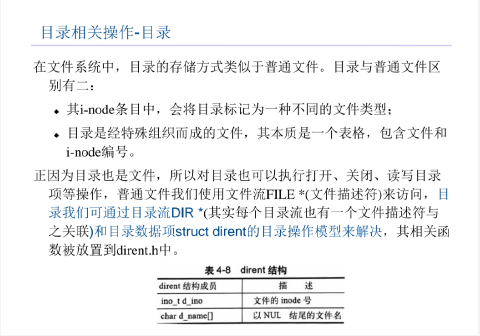 目录相关操作-目录
在文件系统中，目录的存储方式类似于普通文件。目录与普通文件区
别有二：
其i-node条目中，会将目录标记为一种不同的文件类型；
目录是经特殊组织而成的文件，其本质是一个表格，包含文件和
i-node编号。
正因为目录也是文件，所以对目录也可以执行打开、关闭、读写目录
项等操作，普通文件我们使用文件流FILE *(文件描述符)来访问，目
录我们可通过目录流DIR *(其实每个目录流也有一个文件描述符与
之关联)和目录数据项struct dirent的目录操作模型来解决，其相关函
数被放置到dirent.h中。
表 4-8 dirent 结构
dirent 结构成员 描 述
ino_t d_ino 文件的 inode 号
char d_name[] 以 NUL 结尾的文件名